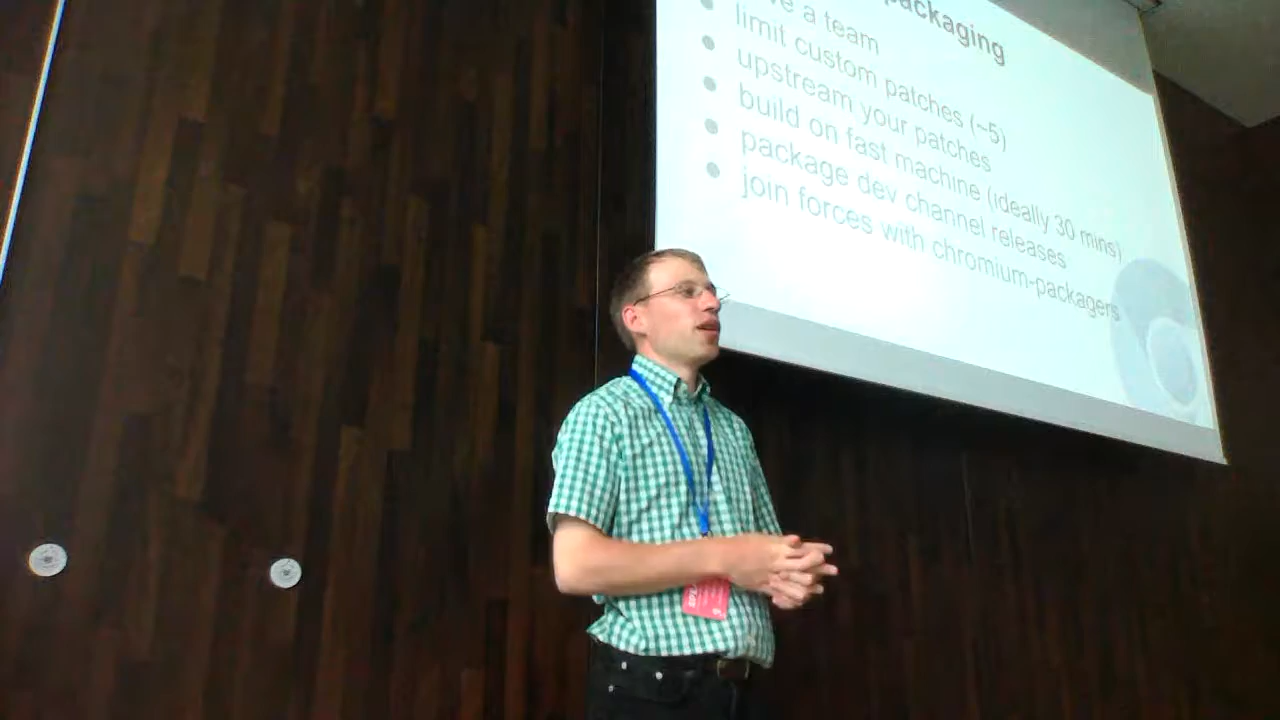 packaging
a team
limit custom patches (~5)
upstream your patches
build on fast machine (ideally 30 mins)
package dev channel releases
join forces with chromium-packagers